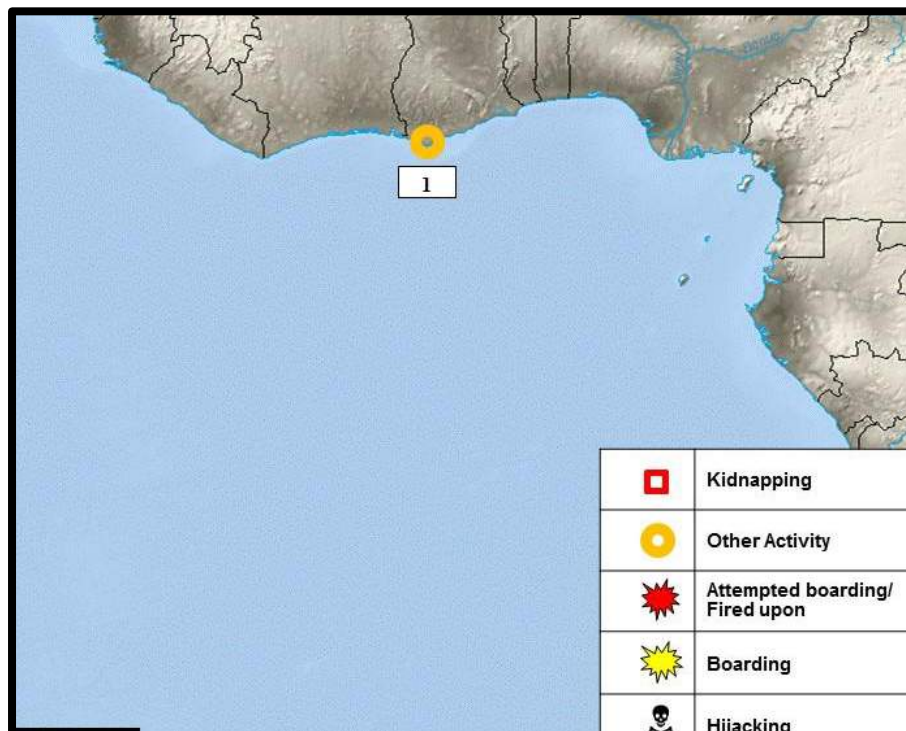 1
Kidnapping
Other Activity
Attempted boarding/
Fired upon
Boarding
Hijacking